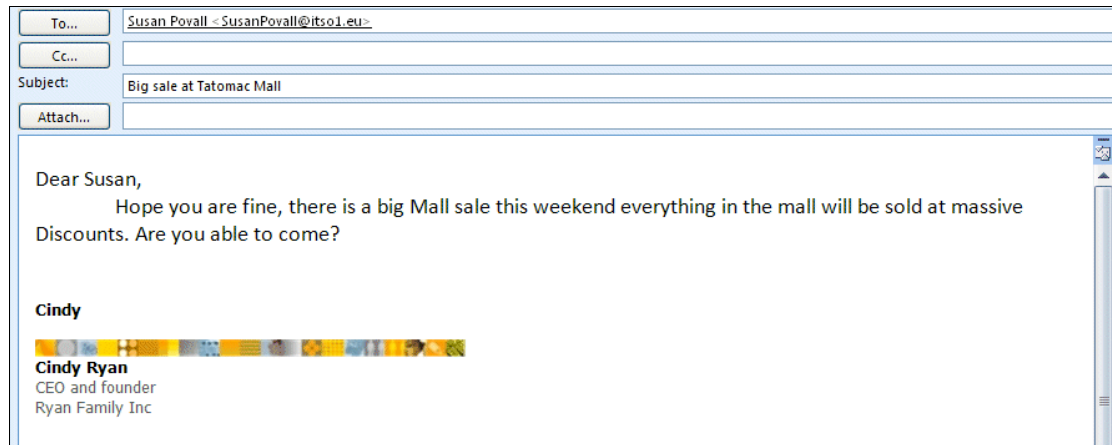 To... Susan Povall <SusanPovall@itso1.eu>
Cc...
Subject: Big sale at Tatomac Mall
Attach...
Dear Susan,
Hope you are fine, there is a big Mall sale this weekend everything in the mall will be sold at massive
Discounts. Are you able to come?
Cindy
Cindy Ryan
CEO and founder
Ryan Family Inc